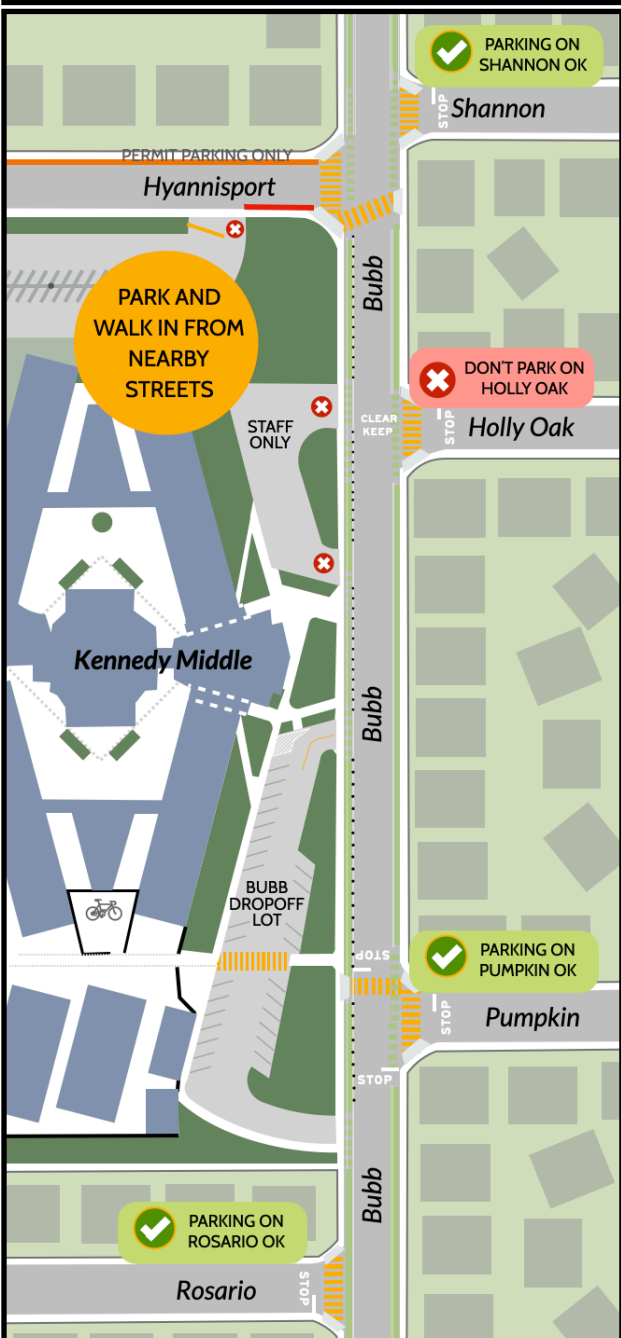 PARKING ON
SHANNON OK
STOP
Shannon
PERMIT PARKING ONLY
Hyannisport
Bubb
PARK AND
WALK IN FROM
NEARBY
STREETS
DON'T PARK ON
HOLLY OAK
STAFF
ONLY
CLEAR
KEEP
STOP
Holly Oak
Kennedy Middle
Bubb
BUBB
DROPOFF
LOT
STOP
PARKING ON
PUMPKIN OK
STOP
Pumpkin
STOP
Bubb
PARKING ON
ROSARIO OK
Rosario
STOP